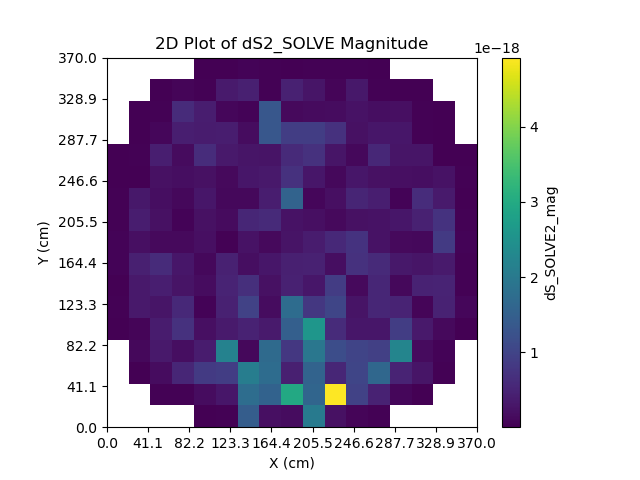 2D Plot of dS2_SOLVE Magnitude
1e−18
370.0
328.9
287.7
246.6
205.5
164.4
123.3
82.2
41.1
0.0
Y (cm)
0.0 41.1 82.2 123.3 164.4 205.5 246.6 287.7 328.9 370.0
X (cm)
4
3
2
1
dS_SOLVE2_mag